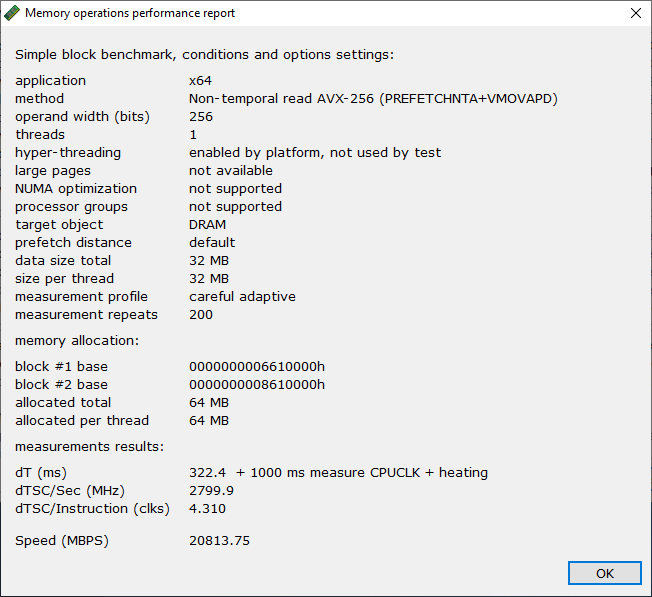 Memory operations performance report
Simple block benchmark, conditions and options settings:
application x64
method Non-temporal read AVX-256 (PREFETCHNTA+VMOVAPD)
operand width (bits) 256
threads 1
hyper-threading enabled by platform, not used by test
large pages not available
NUMA optimization not supported
processor groups not supported
target object DRAM
prefetch distance default
data size total 32 MB
size per thread 32 MB
measurement profile careful adaptive
measurement repeats 200
memory allocation:
block #1 base 0000000006610000h
block #2 base 0000000008610000h
allocated total 64 MB
allocated per thread 64 MB
measurements results:
dT (ms) 322.4 + 1000 ms measure CPUCLK + heating
dTSC/Sec (MHz) 2799.9
dTSC/Instruction (clks) 4.310
Speed (MBPS) 20813.75
OK